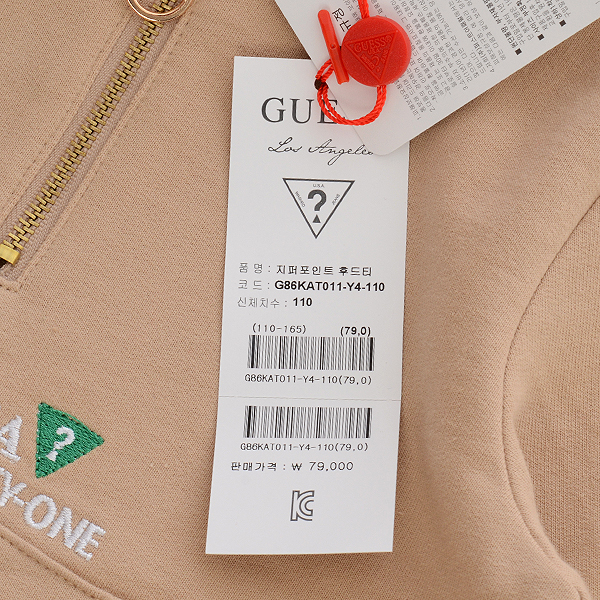 GUESS
GUE
Los Angeles
U.S.A.
?
품 명 : 지퍼포인트 후드티
코 드 : G86KAT011-Y4-110
신체치수 : 110
(110-165) (79,0)
G86KAT011-Y4-110(79,0)
G86KAT011-Y4-110(79,0)
판매가격 : ₩ 79,000
A ?
Y-ONE